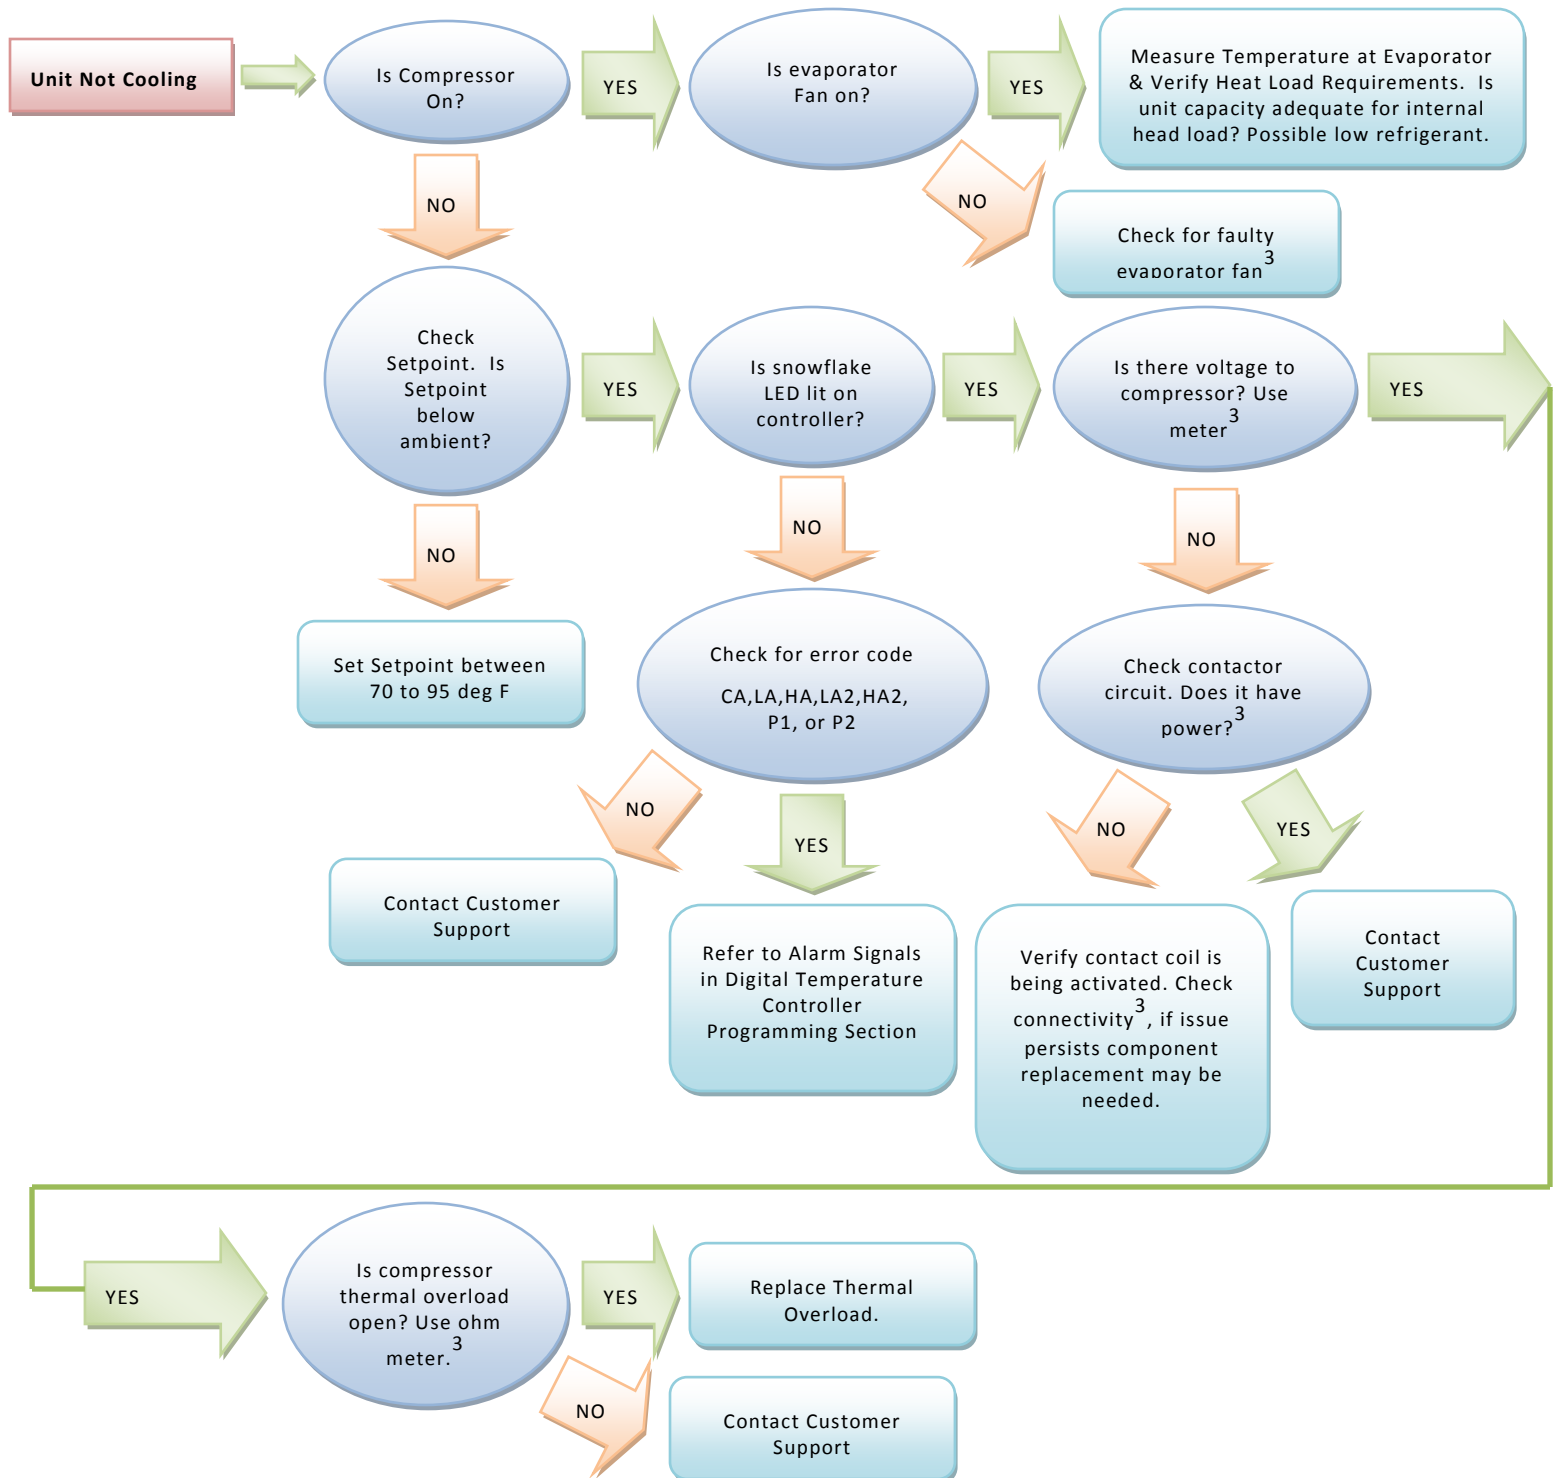 Unit Not Cooling
Is Compressor
On?
YES
Is evaporator
Fan on?
YES
Measure Temperature at Evaporator
& Verify Heat Load Requirements. Is
unit capacity adequate for internal
head load? Possible low refrigerant.
NO
NO
Check for faulty
evaporator fan3
Check
Setpoint. Is
Setpoint
below
ambient?
YES
Is snowflake
LED lit on
controller?
YES
Is there voltage to
compressor? Use
meter3
YES
NO
NO
NO
Set Setpoint between
70 to 95 deg F
Check for error code
CA,LA,HA,LA2,HA2,
P1, or P2
Check contactor
circuit. Does it have
power?3
NO
YES
NO
YES
Contact Customer
Support
Refer to Alarm Signals
in Digital Temperature
Controller
Programming Section
Verify contact coil is
being activated. Check
connectivity3, if issue
persists component
replacement may be
needed.
Contact
Customer
Support
YES
Is compressor
thermal overload
open? Use ohm
meter.3
YES
Replace Thermal
Overload.
NO
Contact Customer
Support